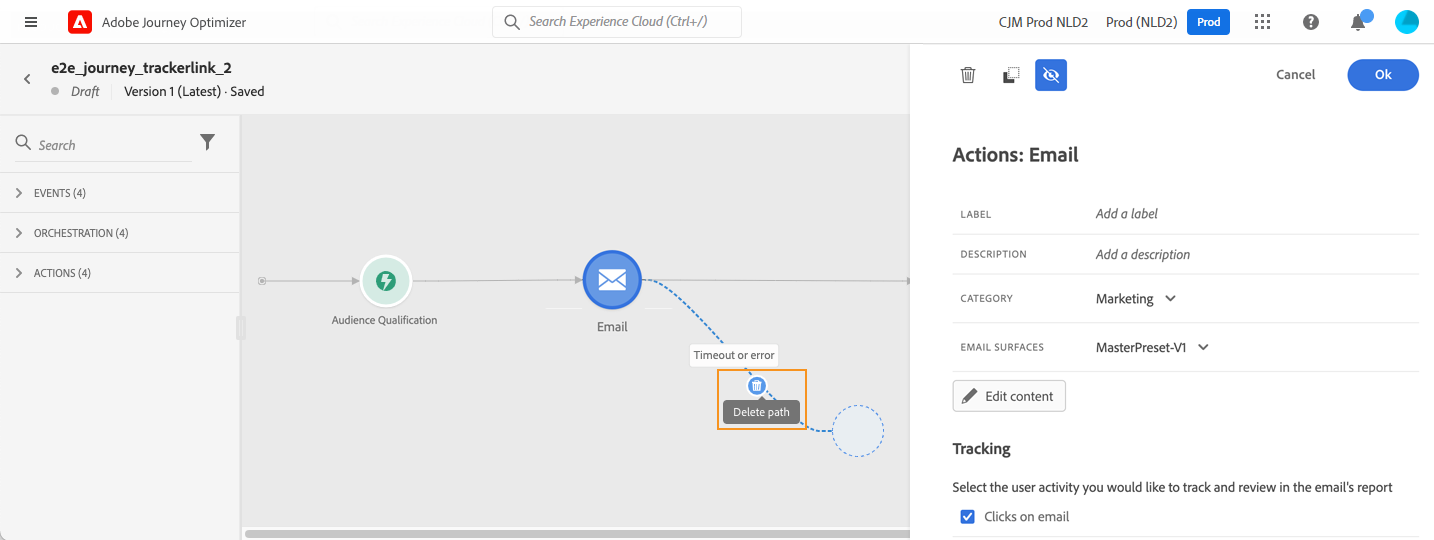 Adobe Journey Optimizer
Search Experience Cloud (Ctrl+/)
CJM Prod NLD2
Prod (NLD2)
Prod
e2e_journey_trackerlink_2
Draft
Version 1 (Latest) · Saved
Cancel
Ok
Search
EVENTS (4)
ORCHESTRATION (4)
ACTIONS (4)
Audience Qualification
Email
Timeout or error
Delete path
Actions: Email
LABEL
Add a label
DESCRIPTION
Add a description
CATEGORY
Marketing
EMAIL SURFACES
MasterPreset-V1
Edit content
Tracking
Select the user activity you would like to track and review in the email's report
Clicks on email